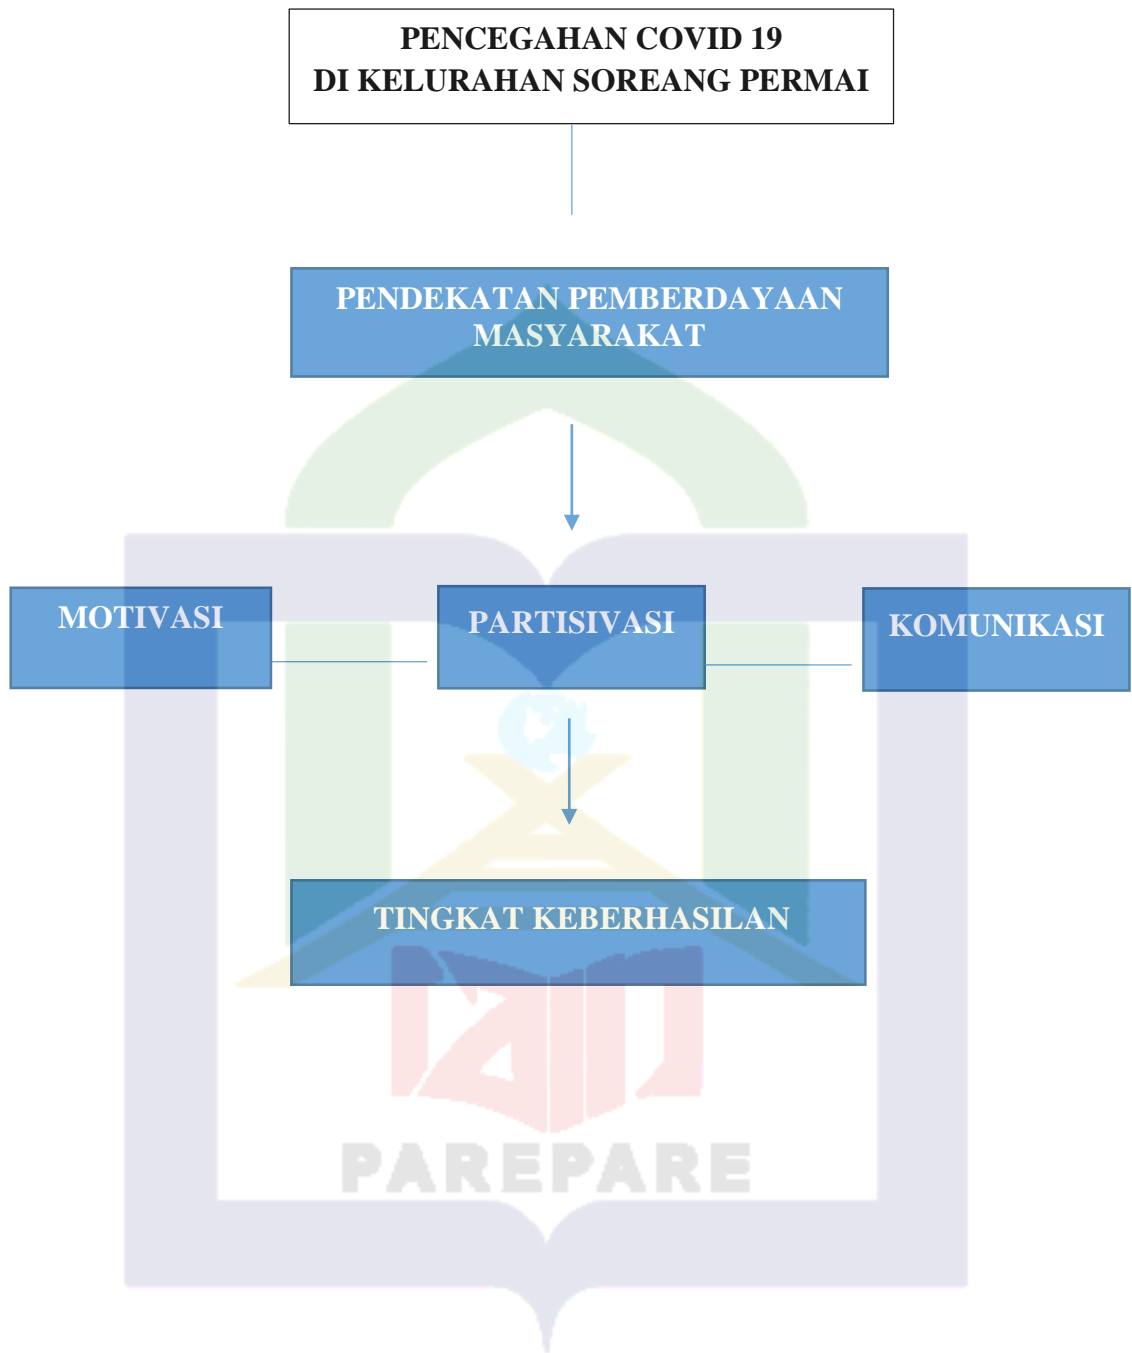 PENCEGAHAN COVID 19
DI KELURAHAN SOREANG PERMAI
PENDEKATAN PEMBERDAYAAN
MASYARAKAT
MOTIVASI
PARTISIVASI
KOMUNIKASI
TINGKAT KEBERHASILAN
PAREPARE